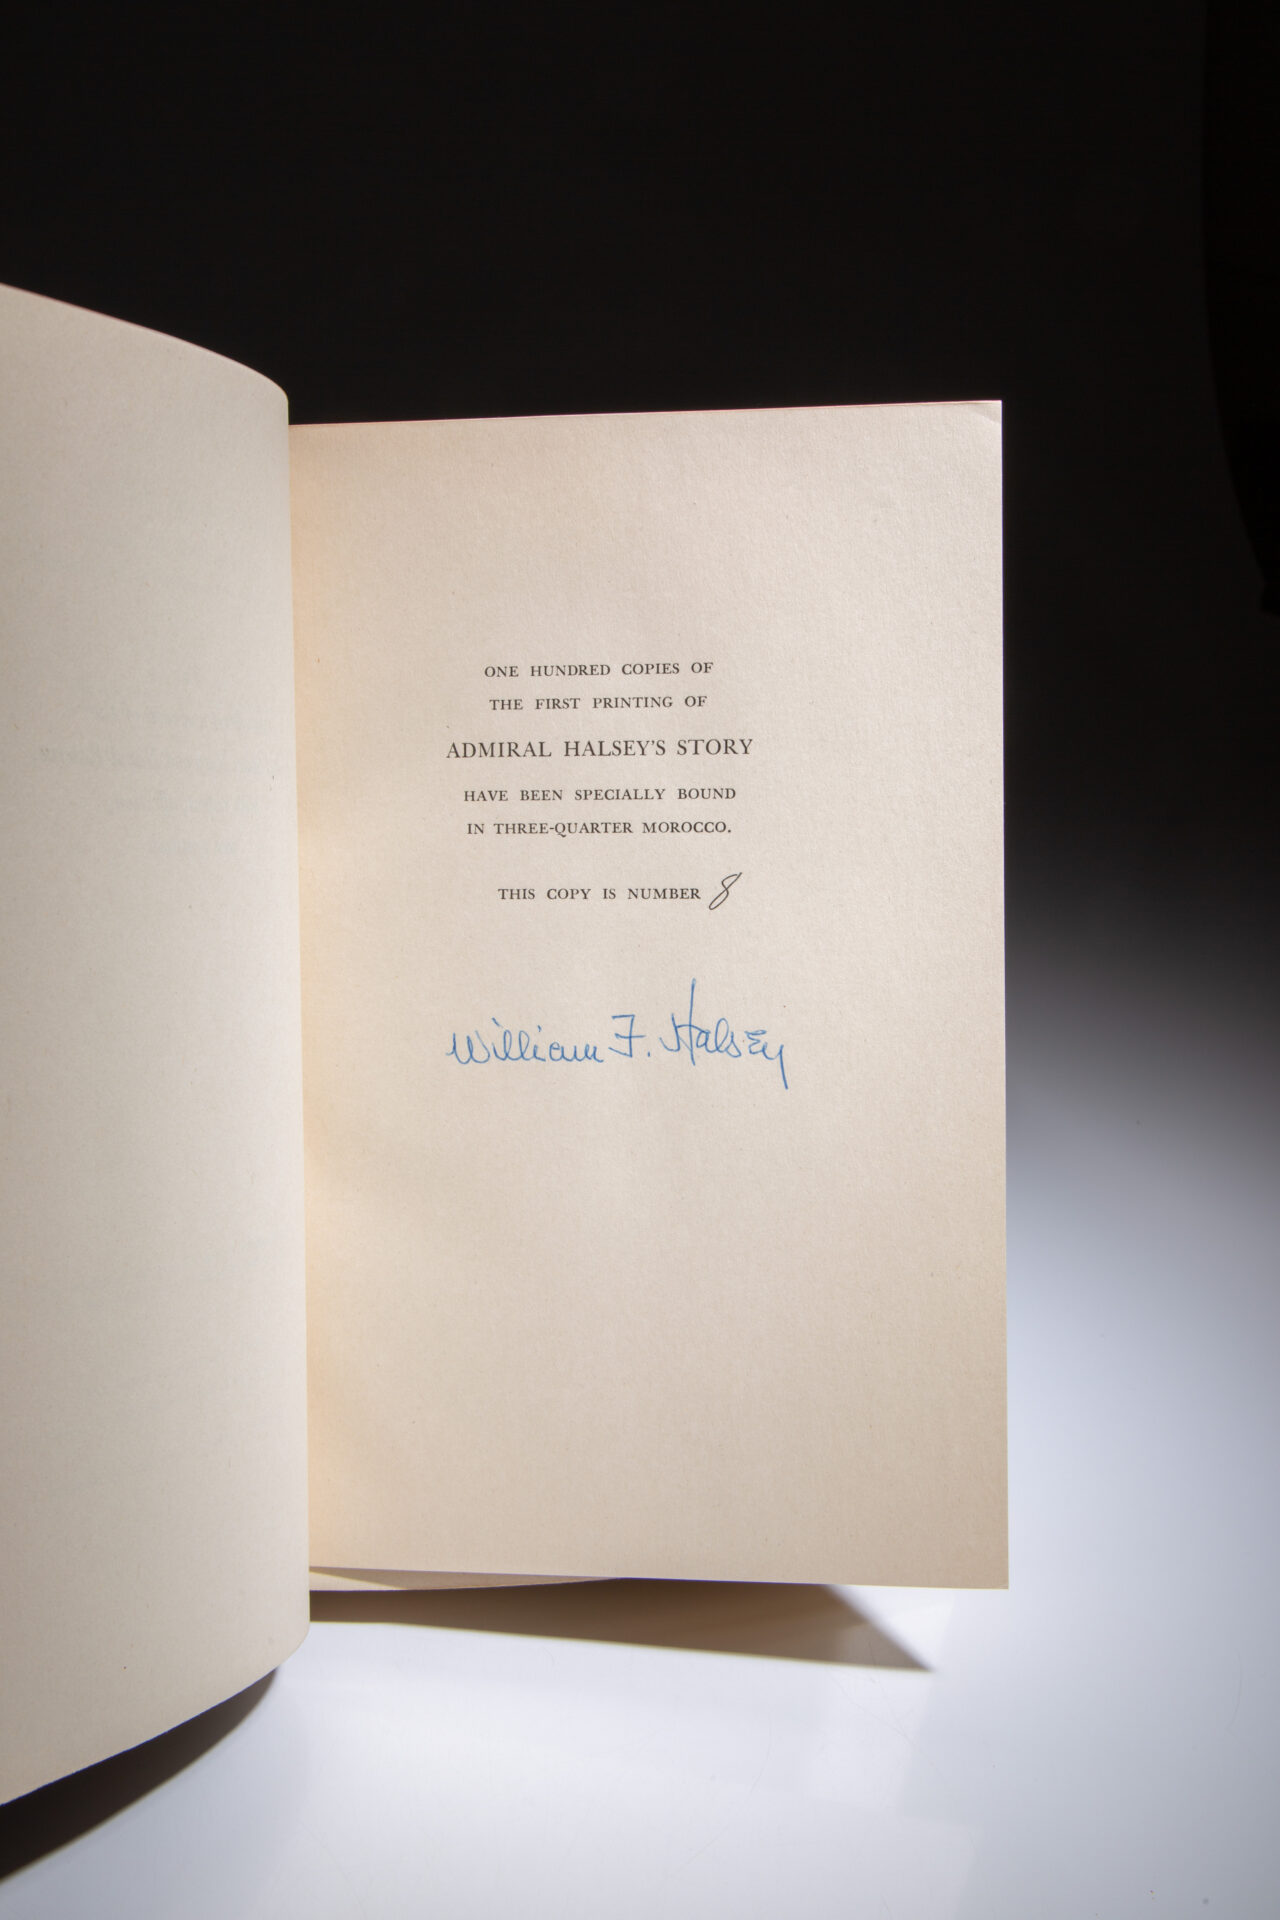 ONE HUNDRED COPIES OF
THE FIRST PRINTING OF
ADMIRAL HALSEY'S STORY
HAVE BEEN SPECIALLY BOUND
IN THREE-QUARTER MOROCCO.
THIS COPY IS NUMBER 8
William F. Halsey